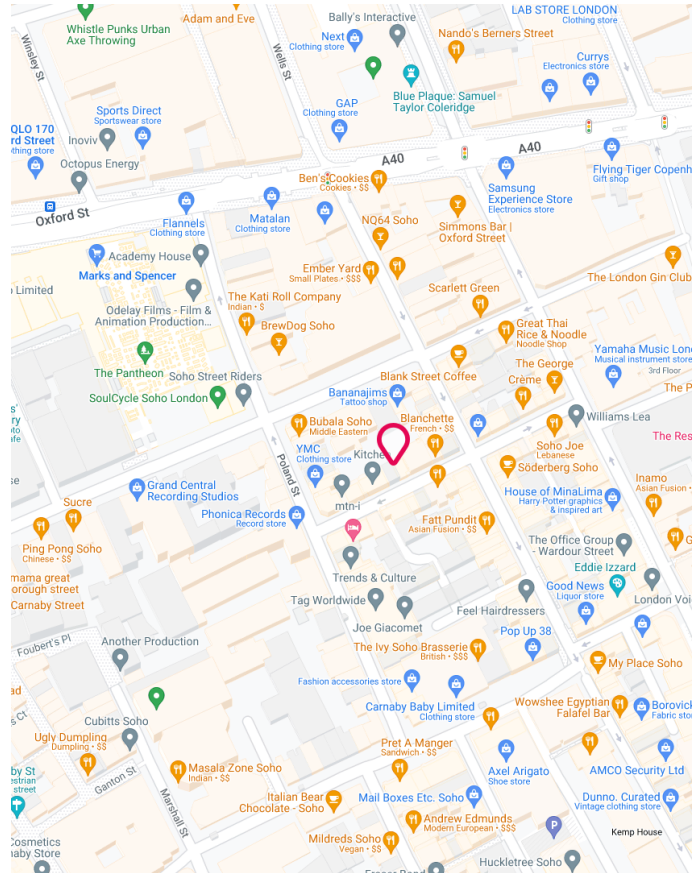 Adam and Eve
Whistle Punks Urban
Axe Throwing
Bally's Interactive
LAB STORE LONDON
Clothing store
Next
Clothing store
Nando's Berners Street
Winsley St
Wells St
Currys
Electronics store
Blue Plaque: Samuel
Taylor Coleridge
GAP
Clothing store
Sports Direct
Sportswear store
QLO 170
rd Street
thing store
Inoviv
Octopus Energy
A40
A40
Ben's Cookies
Cookies • $$
Samsung
Experience Store
Electronics store
Flying Tiger Copenh
Gift shop
Oxford St
Flannels
Clothing store
Matalan
Clothing store
NQ64 Soho
Simmons Bar |
Oxford Street
Academy House
Marks and Spencer
Ember Yard
Small Plates • $$$
The London Gin Club
o Limited
Odelay Films - Film &
Animation Production...
The Kati Roll Company
Indian • $
Scarlett Green
BrewDog Soho
Great Thai
Rice & Noodle
Noodle Shop
Yamaha Music Lon
Musical instrument store
3rd Floor
The Pantheon
Soho Street Riders
Blank Street Coffee
The George
Creme
The P
SoulCycle Soho London
Bananajims
Tattoo shop
Bubala Soho
Middle Eastern
Blanchette
French • $$
Williams Lea
The Res
YMC
Clothing store
Kitche
Soho Joe
Lebanese
Söderberg Soho
Poland St
Grand Central
Recording Studios
mtn-i
House of MinaLima
Harry Potter graphics
& inspired art
Inamo
Asian Fusion •
Sucre
Phonica Records
Record store
Fatt Pundit
Asian Fusion • $$
Ping Pong Soho
Chinese • $$
The Office Group
- Wardour Street
Eddie Izzard
mama great
orough street
Carnaby Street
Trends & Culture
Tag Worldwide
Joe Giacomet
Feel Hairdressers
Good News
Liquor store
London Voi
Foubert's Pl
Another Production
Pop Up 38
The Ivy Soho Brasserie
British • $$$
My Place Soho
Fashion accessories store
Carnaby Baby Limited
Clothing store
Wowshee Egyptian
Falafel Bar
Borovick
Fabric stor
Cubitts Soho
Ugly Dumpling
Dumpling • $$
Pret A Manger
Sandwich • $$
Masala Zone Soho
Indian • $$
Ganton St
Axel Arigato
Shoe store
AMCO Security Ltd
by St
estrian
street
Marshall St
Italian Bear
Chocolate - Soho
Mail Boxes Etc. Soho
Dunno. Curated
Vintage clothing store
Andrew Edmunds
Modern European • $$$
Cosmetics
naby Store
Mildreds Soho
Vegan • $$
P
Kemp House
Huckletree Soho